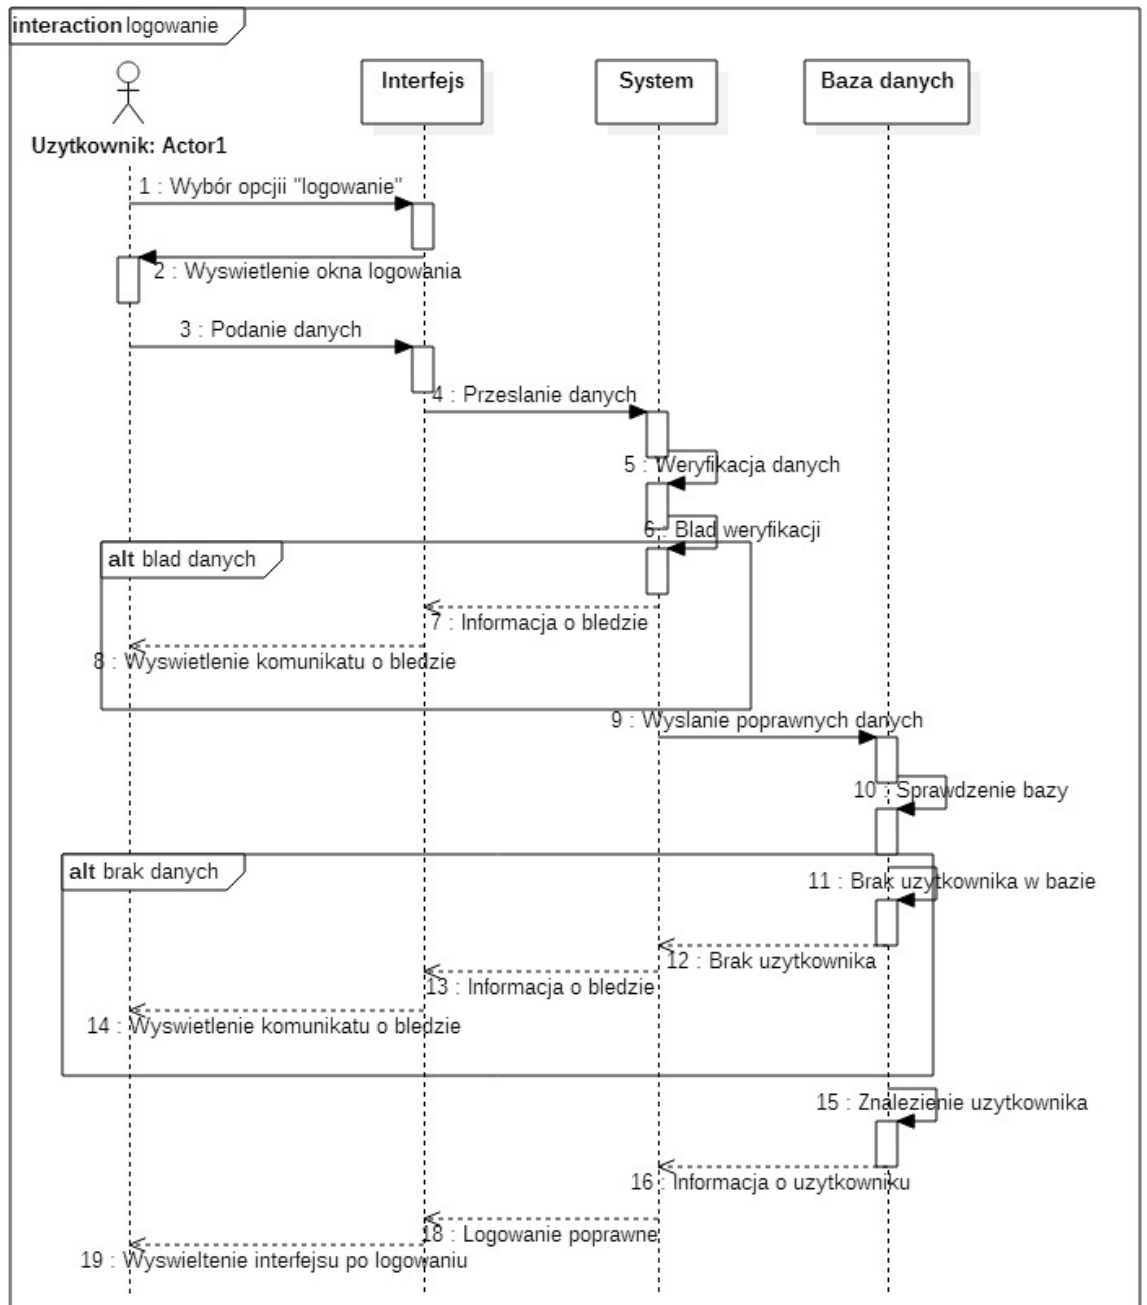 interaction logowanie
Interfejs
System
Baza danych
Uzytkownik: Actor1
1 : Wybór opcjii "logowanie"
2 : Wyswietlenie okna logowania
3 : Podanie danych
4 : Przeslanie danych
5 : Weryfikacja danych
6 : Blad weryfikacji
alt blad danych
7 : Informacja o bledzie
8 : Wyswietlenie komunikatu o bledzie
9 : Wyslanie poprawnych danych
10 : Sprawdzenie bazy
alt brak danych
11 : Brak uzytkownika w bazie
12 : Brak uzytkownika
13 : Informacja o bledzie
14 : Wyswietlenie komunikatu o bledzie
15 : Znalezienie uzytkownika
16 : Informacja o uzytkowniku
18 : Logowanie poprawne
19 : Wyswieltenie interfejsu po logowaniu